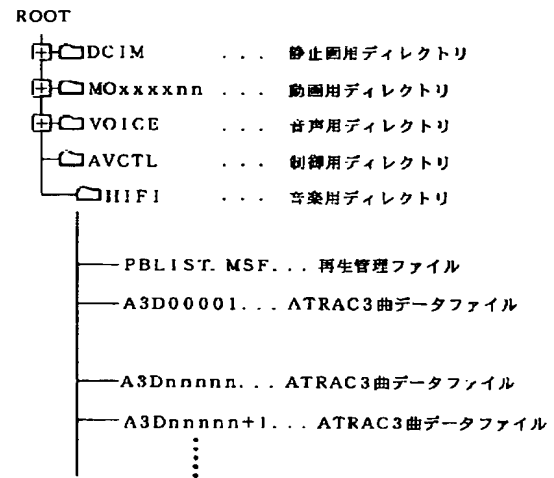 ROOT
DCIM ... 静止画用ディレクトリ
MOxxxxnn ... 動画用ディレクトリ
VOICE ... 音声用ディレクトリ
AVCTL ... 制御用ディレクトリ
HIFI ... 音楽用ディレクトリ
PBLIST.MSF... 再生管理ファイル
A3D00001... ATRAC3曲データファイル
A3Dnnnnn... ATRAC3曲データファイル
A3Dnnnnn+1... ATRAC3曲データファイル